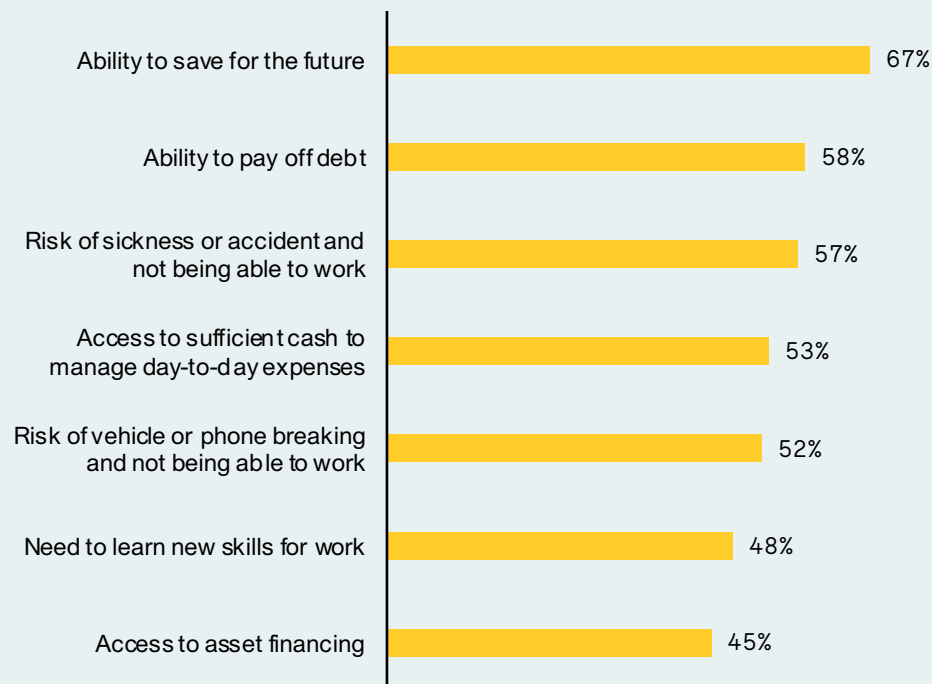 Ability to save for the future 67%
Ability to pay off debt 58%
Risk of sickness or accident and
not being able to work 57%
Access to sufficient cash to
manage day-to-day expenses 53%
Risk of vehicle or phone breaking
and not being able to work 52%
Need to learn new skills for work 48%
Access to asset financing 45%